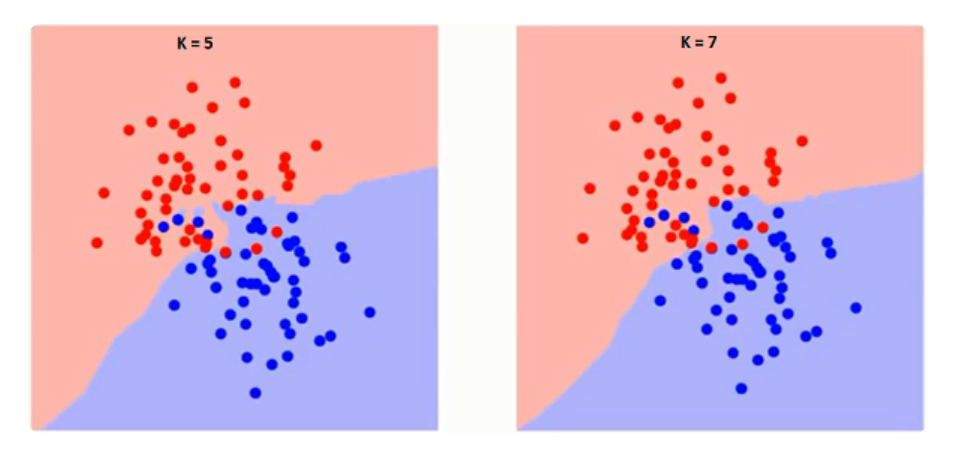 K = 5
K = 7